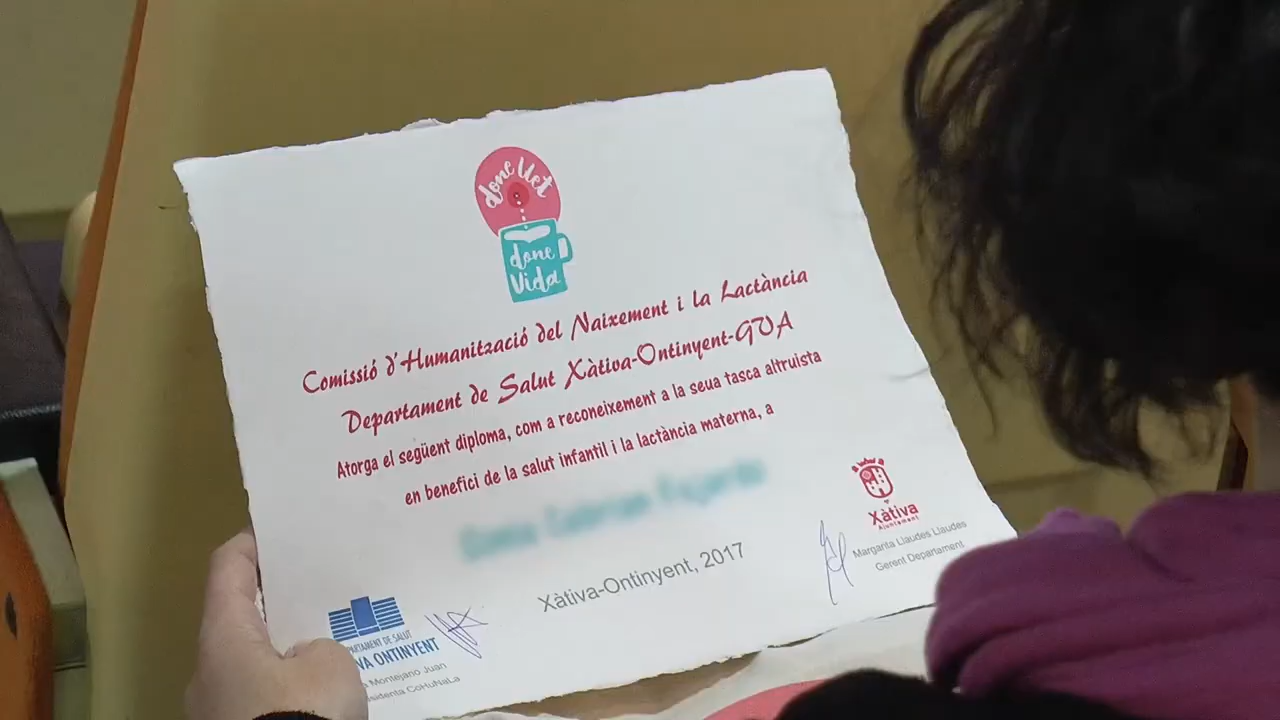 done llet
done
Vida
Comissió d'Humanització del Naixement i la Lactància
Departament de Salut Xàtiva-Ontinyent-GVA
Atorga el següent diploma, com a reconeixement a la seua tasca altruista
en benefici de la salut infantil i la lactància materna, a
Xàtiva-Ontinyent, 2017
Xàtiva
Ajuntament
Margarita Llaudes Llaudes
Gerent Departament
DE SALUT
ONTINYENT
Montejano Juan
CoHuNaLa